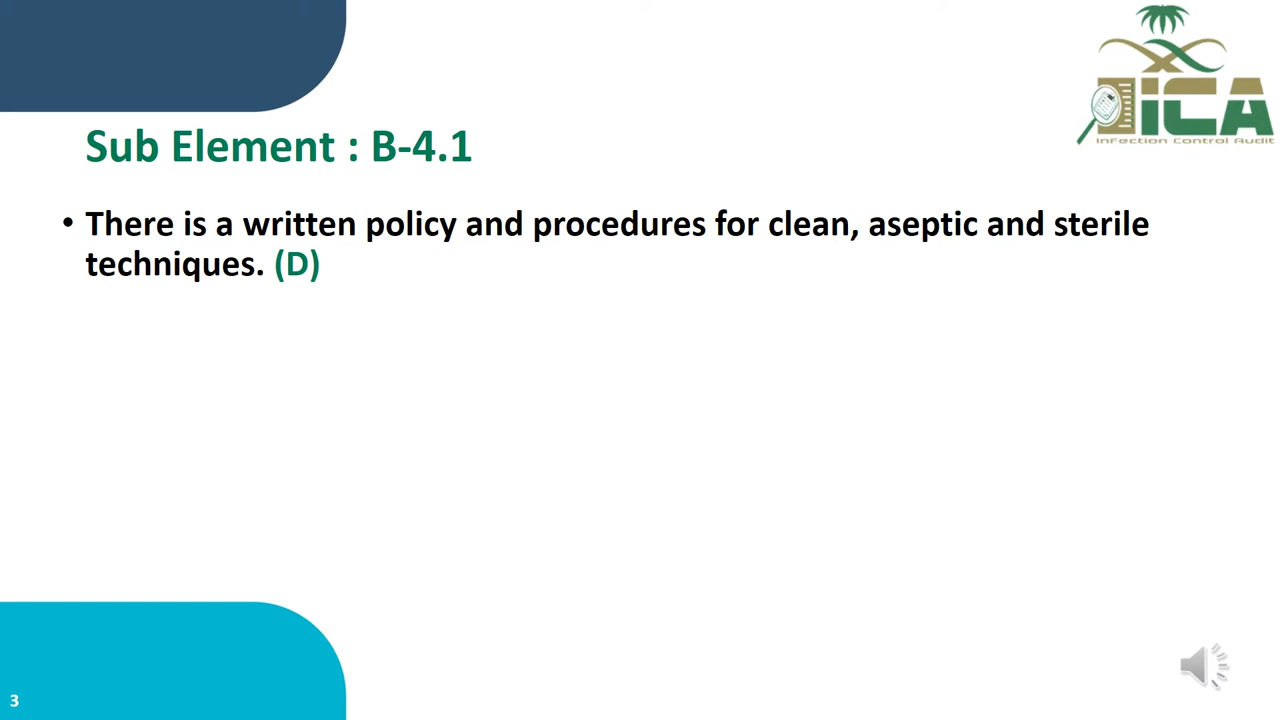 iCA
Infection Control Audit
Sub Element : B-4.1
• There is a written policy and procedures for clean, aseptic and sterile
techniques. (D)
3